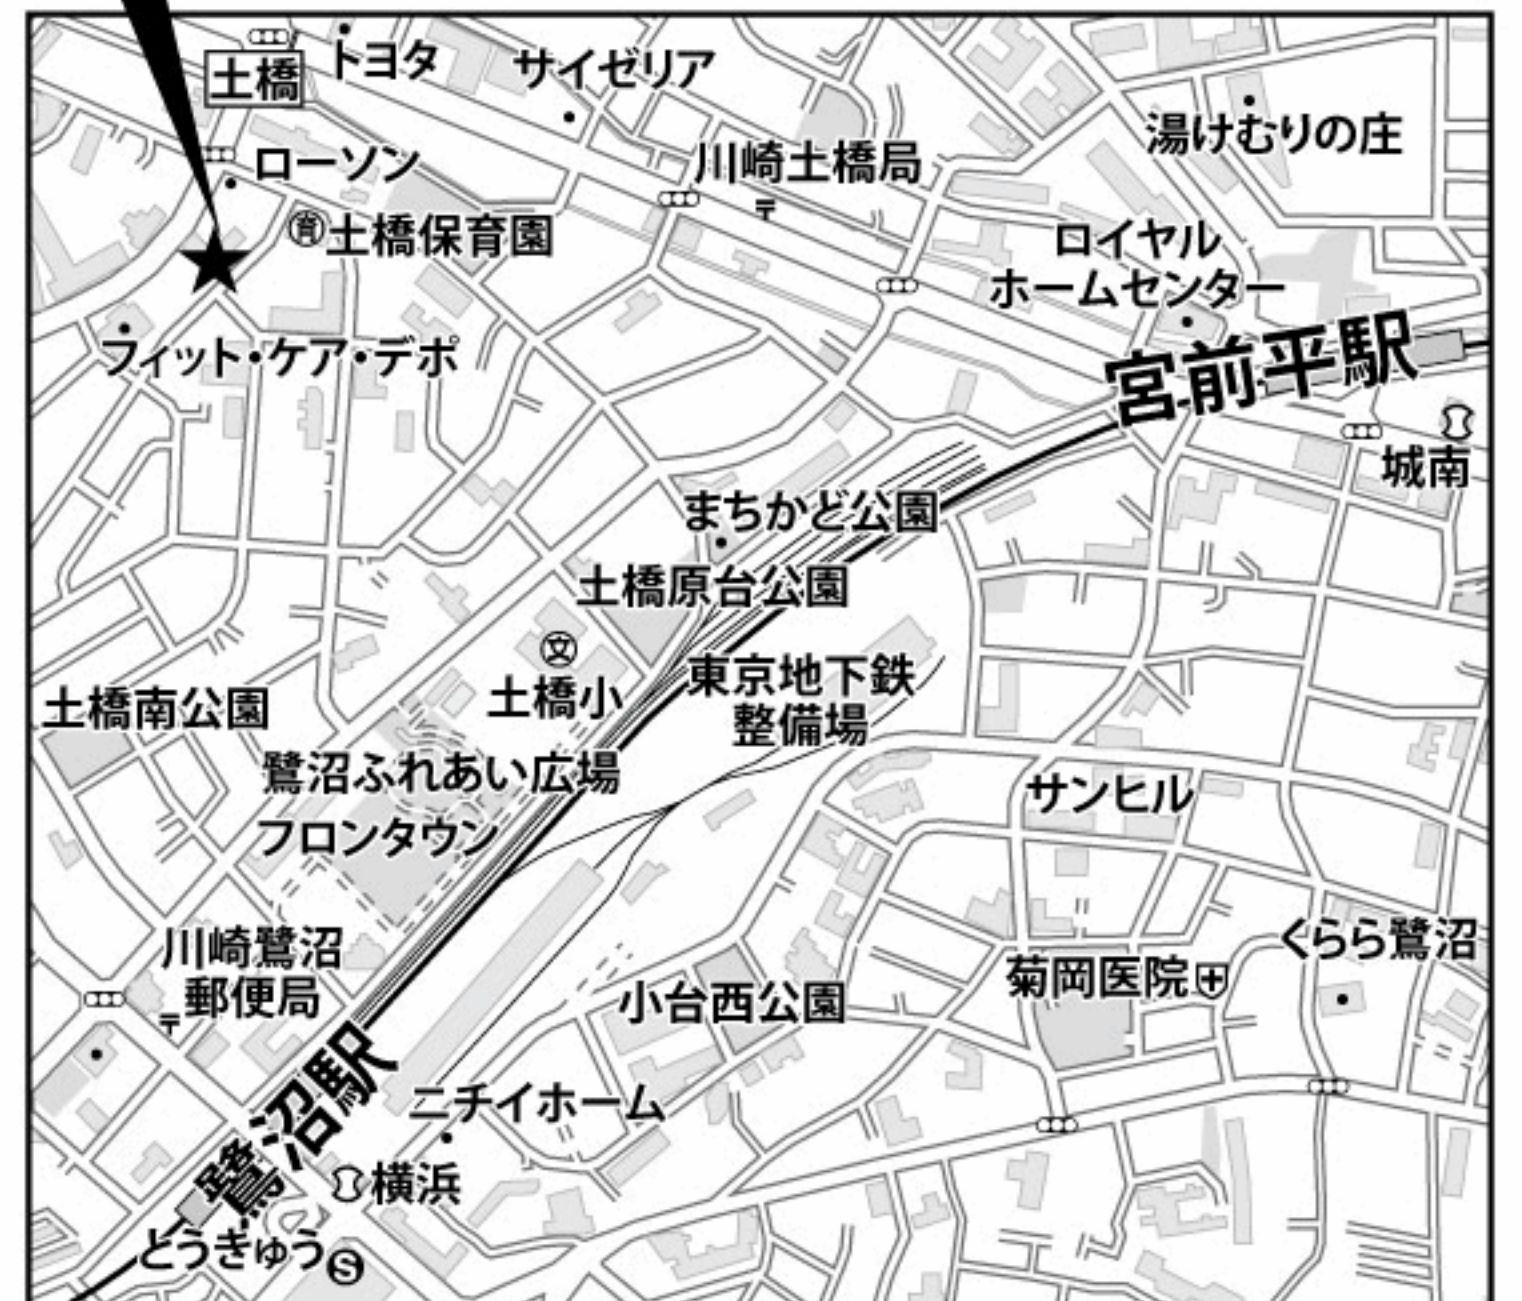 土橋
トヨタ
サイゼリア
湯けむりの庄
ローソン
川崎土橋局
〒
育
土橋保育園
ロイヤル
ホームセンター
フィット・ケア・デポ
宮前平駅
城南
まちかど公園
土橋原台公園
文
土橋小
東京地下鉄
整備場
土橋南公園
鷺沼ふれあい広場
フロンタウン
サンヒル
川崎鷺沼
郵便局
〒
くらら鷺沼
菊岡医院
小台西公園
鷺沼駅
ニチイホーム
横浜
とうきゅう
S